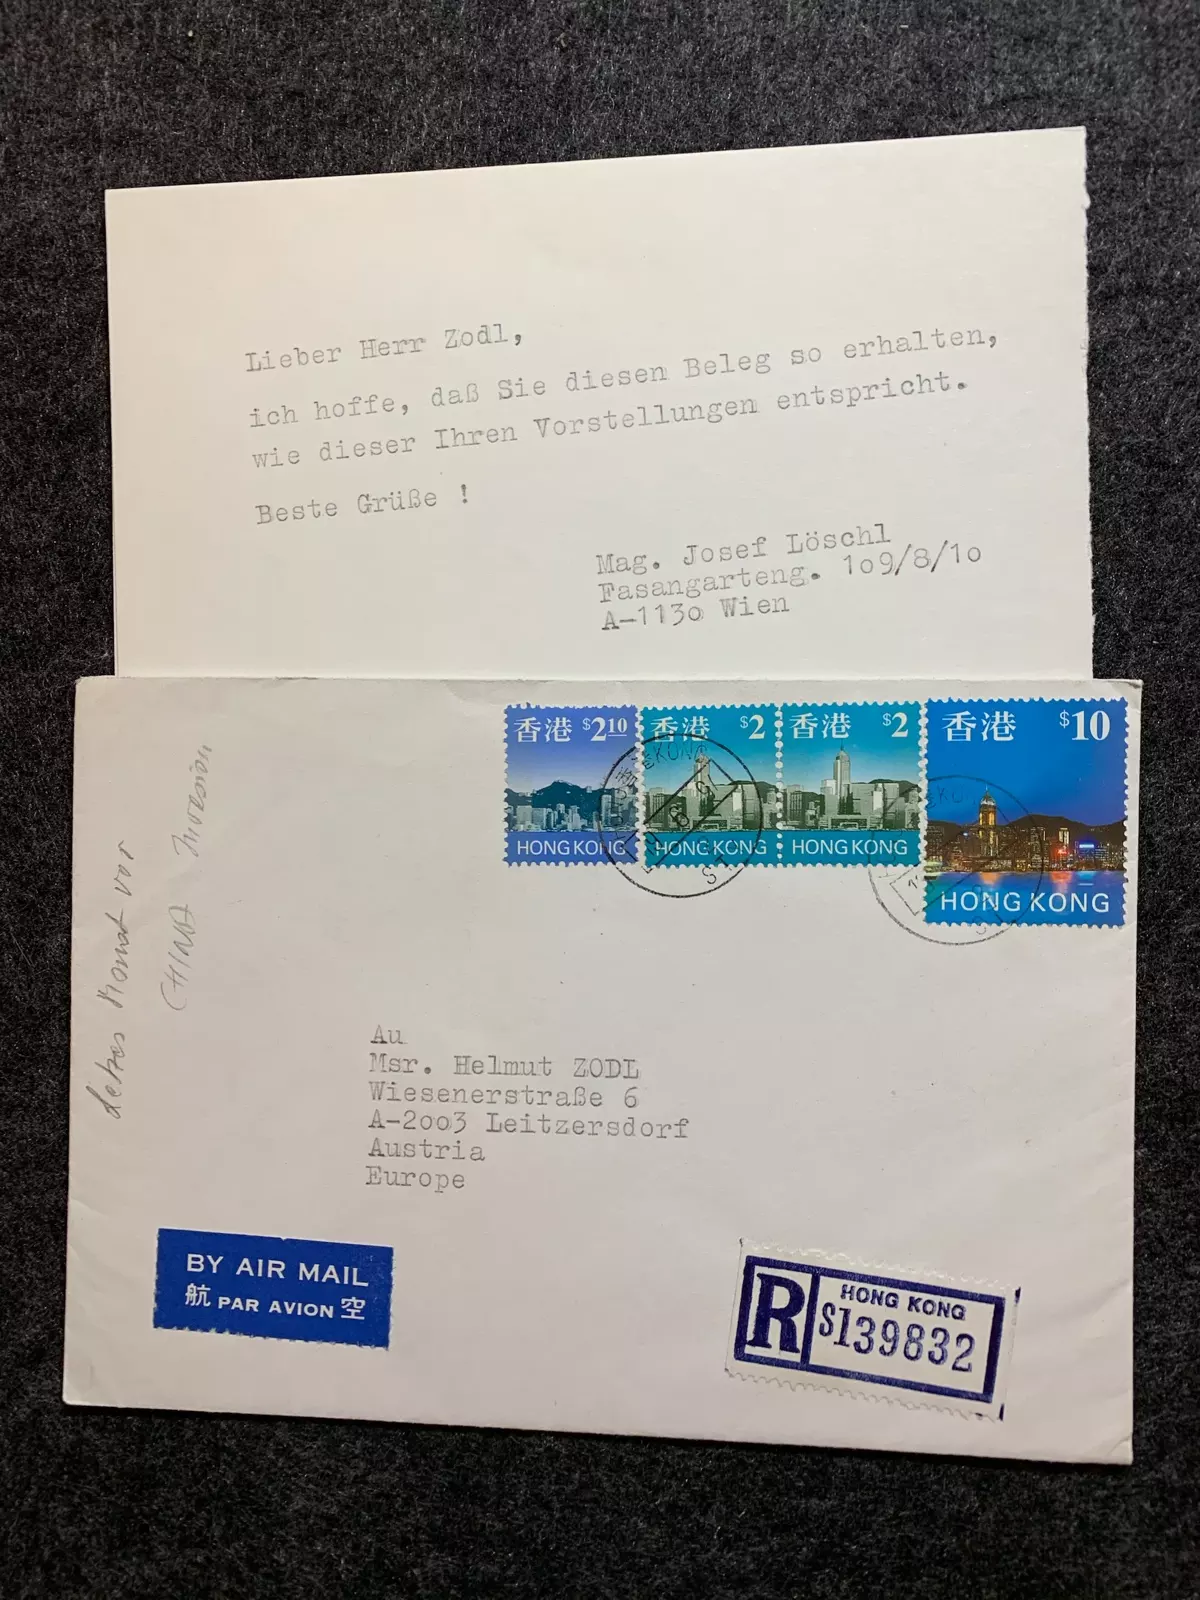 Lieber Herr Zodl,
ich hoffe, daß Sie diesen Beleg so erhalten,
wie dieser Ihren Vorstellungen entspricht.
Beste Grüße !
Mag. Josef Löschl
Fasangarteng. 1o9/8/1o
A-113o Wien
香港 $210
HONG KONG
香港 $2
HONG KONG
香港 $2
HONG KONG
香港 $10
HONG KONG
Monat vor
CHINA
Au
Msr. Helmut ZODL
Wiesenerstraße 6
A-2oo3 Leitzersdorf
Austria
Europe
BY AIR MAIL
航 PAR AVION 空
R
HONG KONG
S139832